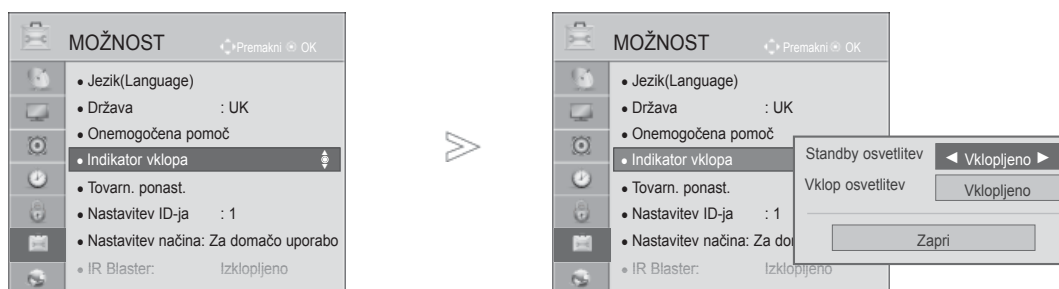 MOŽNOST
Premakni OK
• Jezik(Language)
• Država : UK
• Onemogočena pomoč
• Indikator vklopa
• Tovarn. ponast.
• Nastavitev ID-ja : 1
• Nastavitev načina: Za domačo uporabo
• IR Blaster: Izklopljeno
MOŽNOST
Premakni OK
• Jezik(Language)
• Država : UK
• Onemogočena pomoč
• Indikator vklopa
• Tovarn. ponast.
• Nastavitev ID-ja : 1
• Nastavitev načina: Za do
• IR Blaster: Izklopljeno
Standby osvetlitev ◄ Vklopljeno ►
Vklop osvetlitev Vklopljeno
Zapri